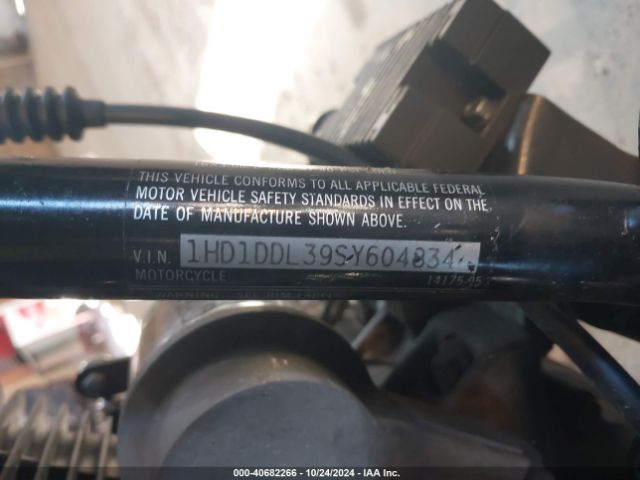 THIS VEHICLE CONFORMS TO ALL APPLICABLE FEDERAL
MOTOR VEHICLE SAFETY STANDARDS IN EFFECT ON THE
DATE OF MANUFACTURE SHOWN ABOVE.
V.I.N. 1HD1DDL39SY604834
MOTORCYCLE 14175-95
000-40682266 - 10/24/2024 - IAA Inc.